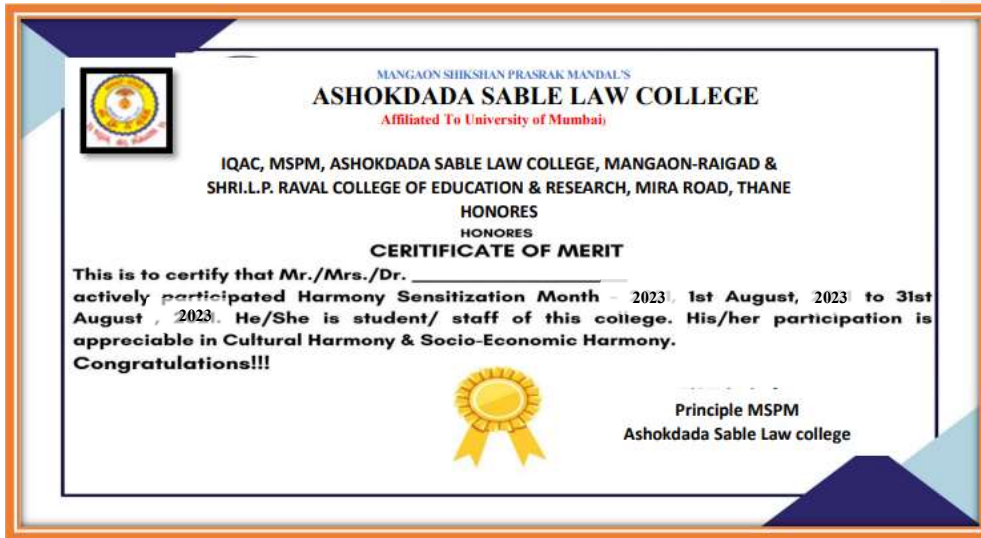 MANGAON SHIKSHAN PRASRAK MANDAL'S
ASHOKDADA SABLE LAW COLLEGE
Affiliated To University of Mumbai)
IQAC, MSPM, ASHOKDADA SABLE LAW COLLEGE, MANGAON-RAIGAD &
SHRI.L.P. RAVAL COLLEGE OF EDUCATION & RESEARCH, MIRA ROAD, THANE
HONORES
HONORES
CERITIFICATE OF MERIT
This is to certify that Mr./Mrs./Dr. ____________________
actively participated Harmony Sensitization Month - 2023, 1st August, 2023 to 31st
August , 2023. He/She is student/ staff of this college. His/her participation is
appreciable in Cultural Harmony & Socio-Economic Harmony.
Congratulations!!!
Principle MSPM
Ashokdada Sable Law college